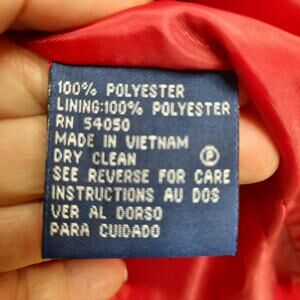 100% POLYESTER
LINING:100% POLYESTER
RN 54050
MADE IN VIETNAM
DRY CLEAN Ⓟ
SEE REVERSE FOR CARE
INSTRUCTIONS AU DOS
VER AL DORSO
PARA CUIDADO